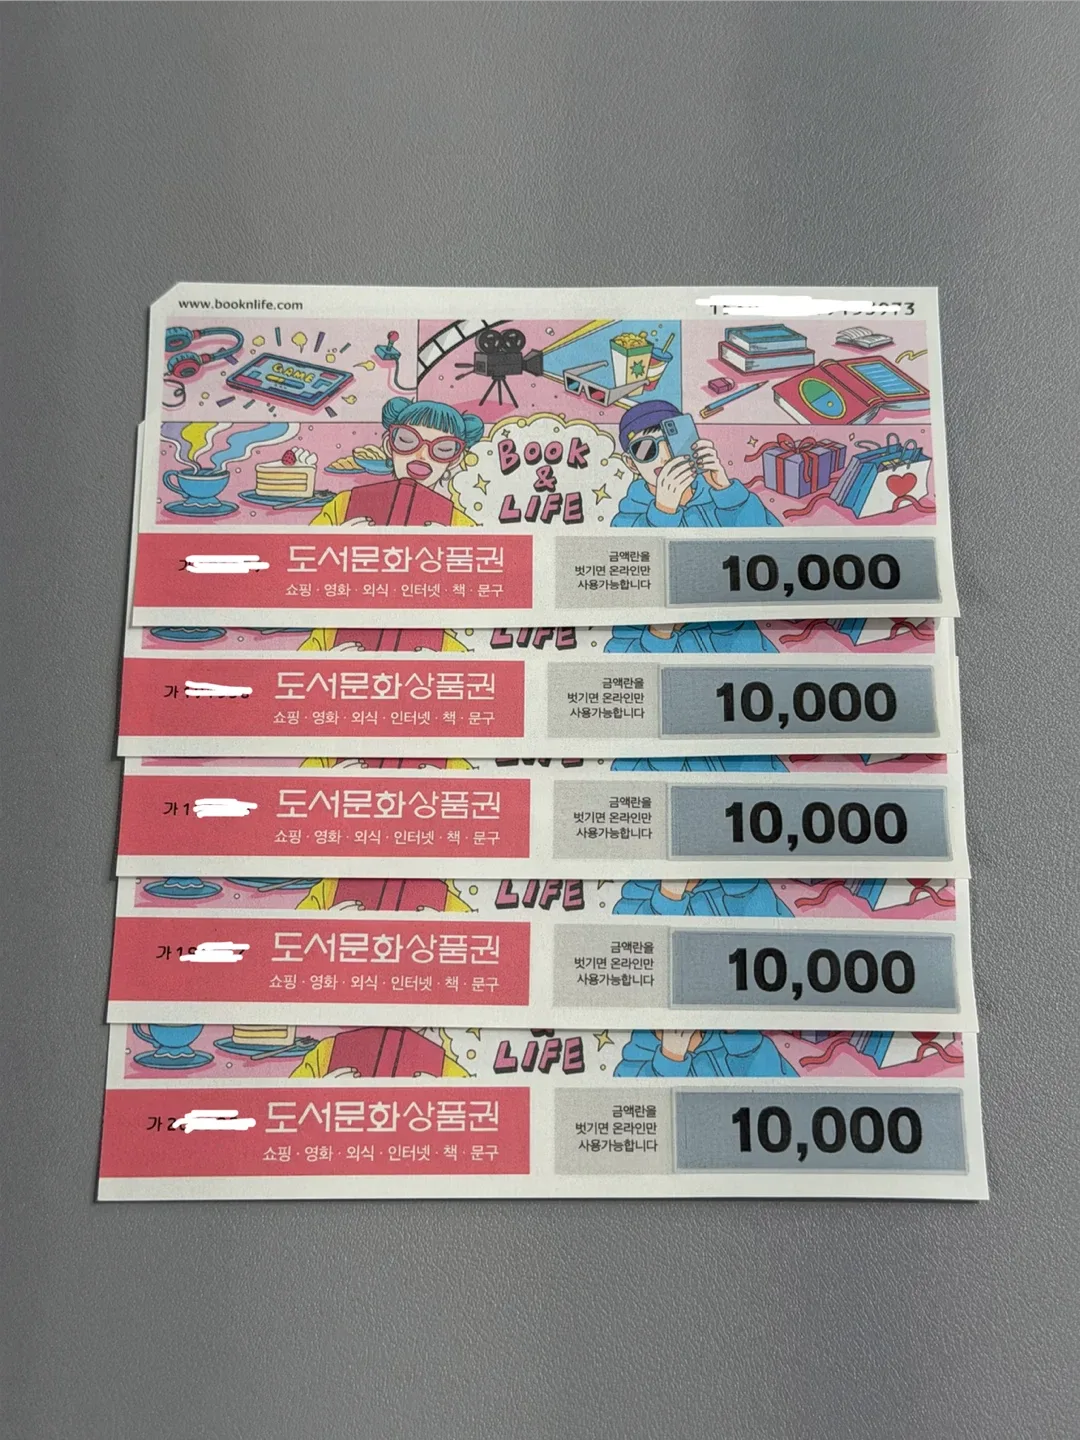 www.booknlife.com
GAME
BOOK
&
LIFE
도서문화상품권
쇼핑·영화·외식·인터넷·책·문구
금액란을
벗기면 온라인만
사용가능합니다
10,000
LIFE
가
도서문화상품권
쇼핑·영화·외식·인터넷·책·문구
금액란을
벗기면 온라인만
사용가능합니다
10,000
가 1
도서문화상품권
쇼핑·영화·외식·인터넷·책·문구
금액란을
벗기면 온라인만
사용가능합니다
10,000
LIFE
가
도서문화상품권
쇼핑·영화·외식·인터넷·책·문구
금액란을
벗기면 온라인만
사용가능합니다
10,000
LIFE
가 2
도서문화상품권
쇼핑·영화·외식·인터넷·책·문구
금액란을
벗기면 온라인만
사용가능합니다
10,000